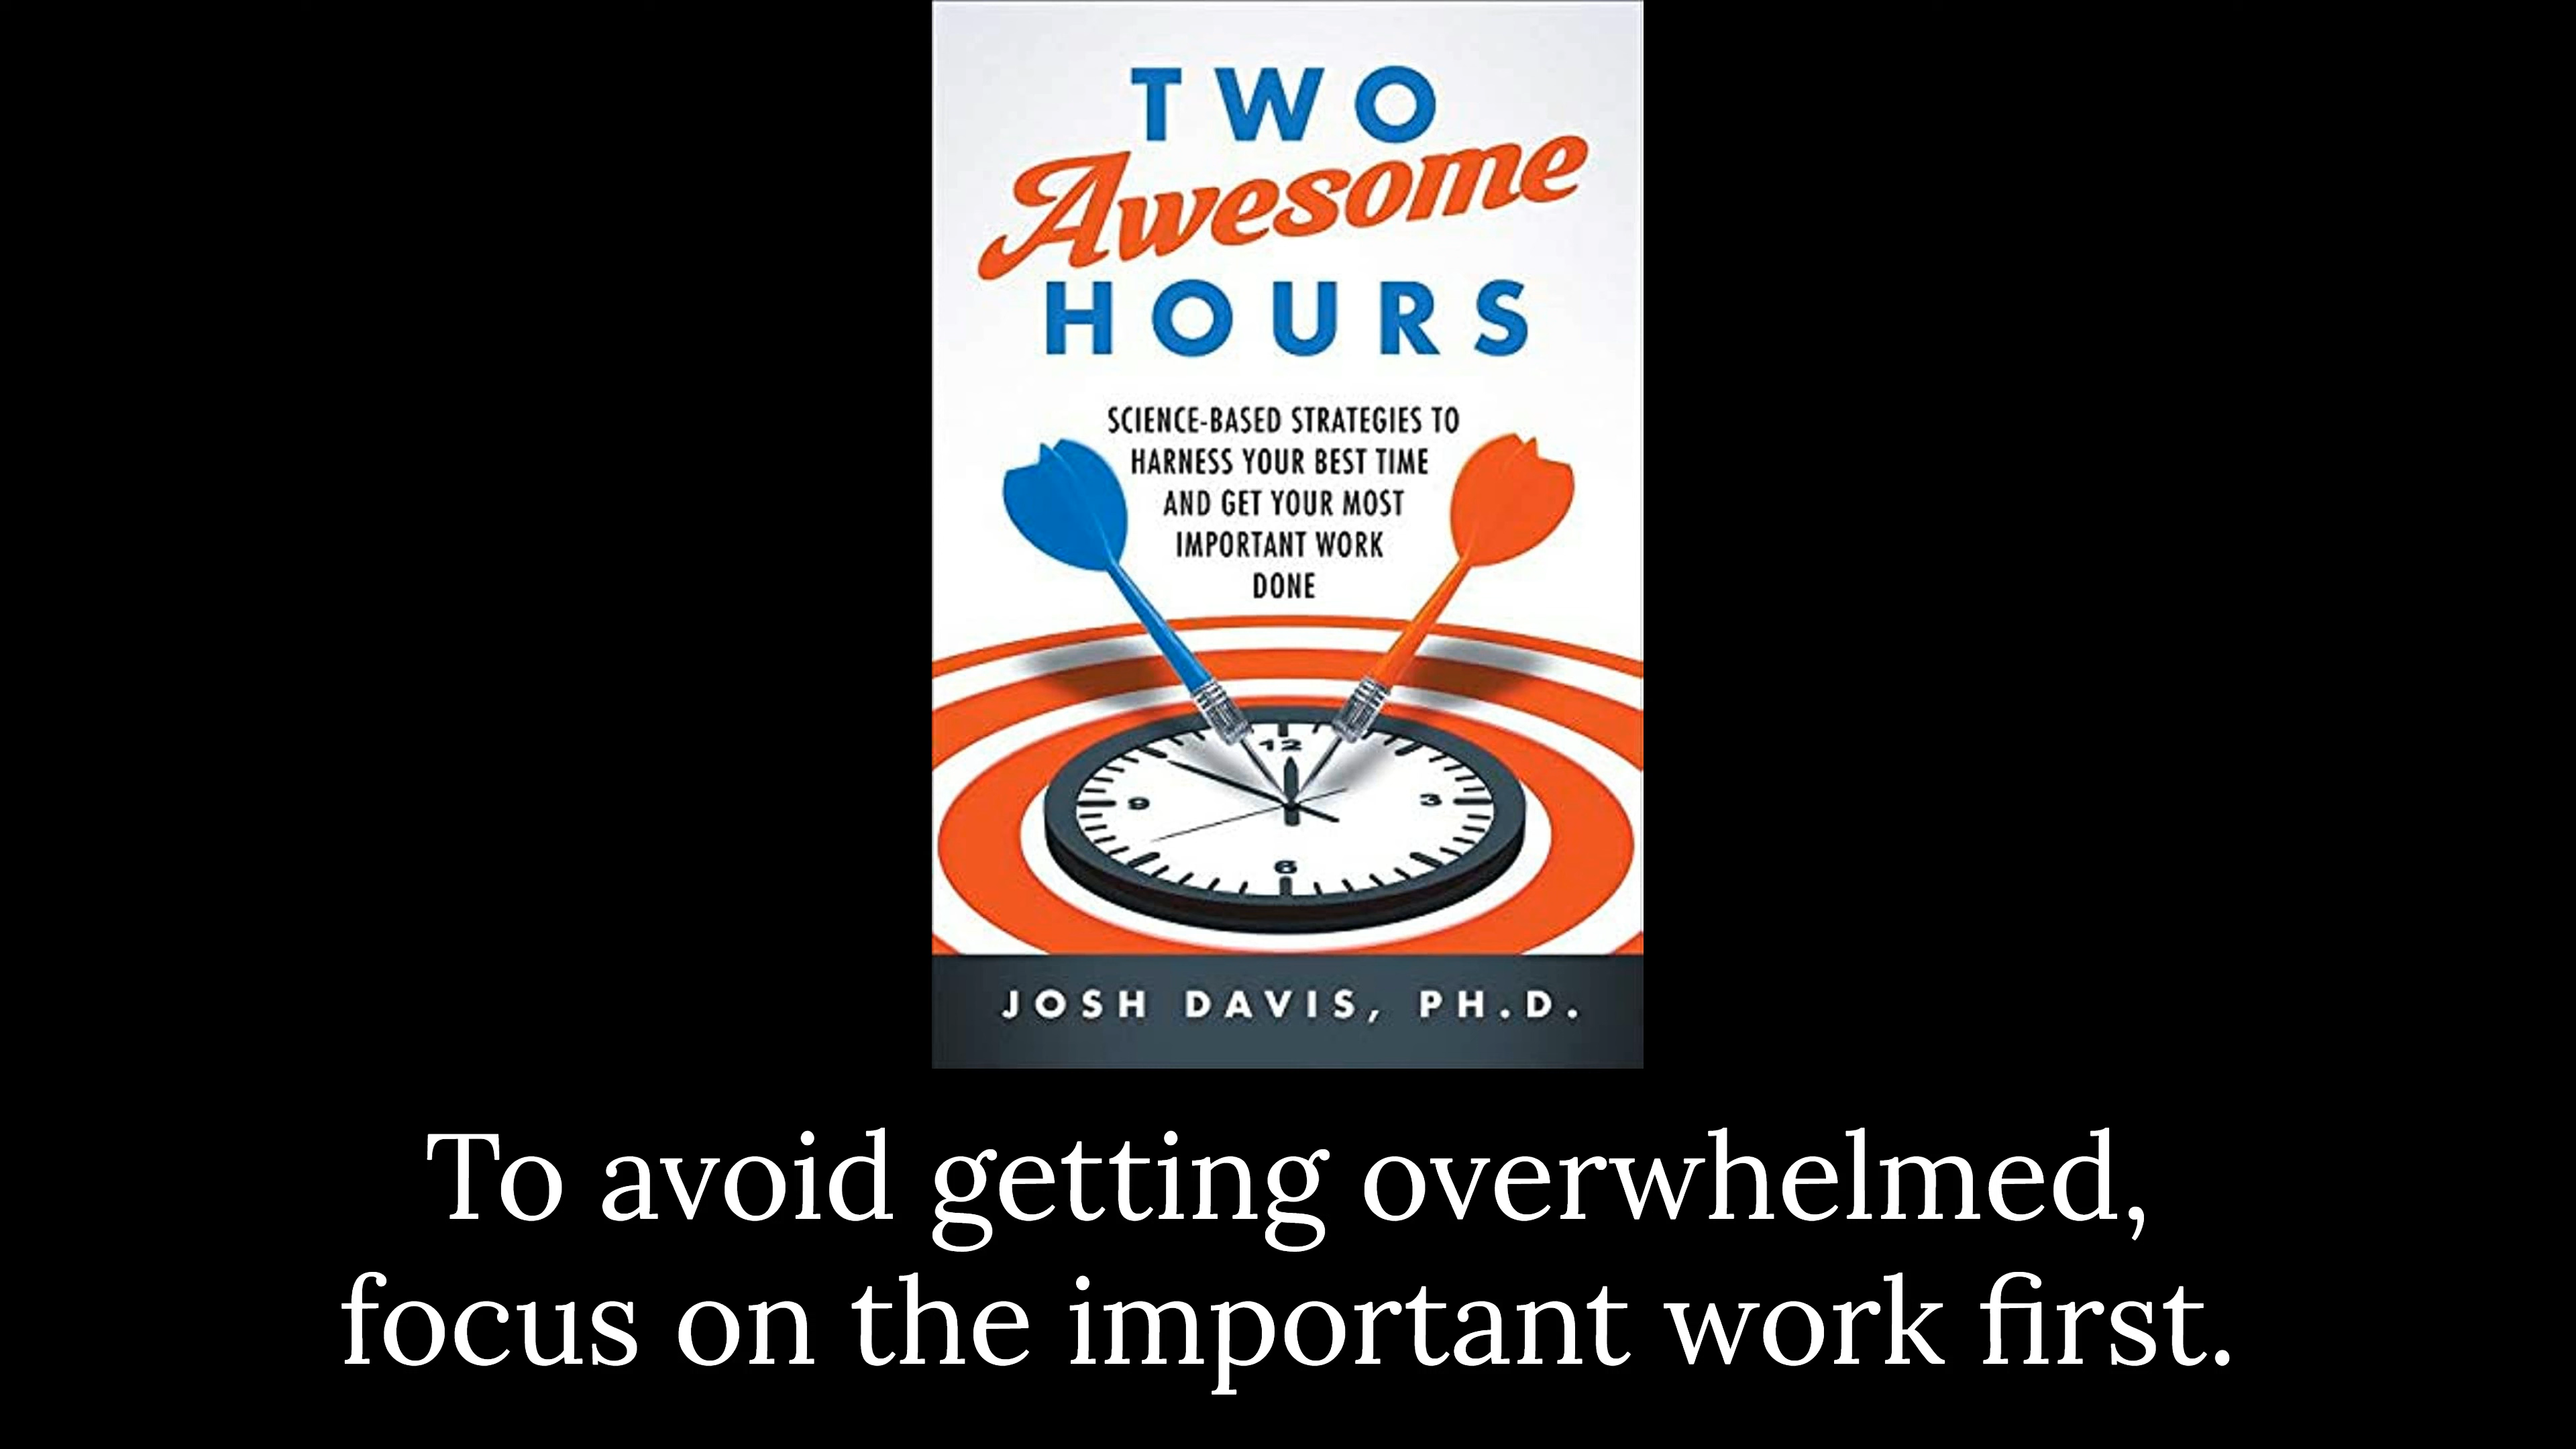 TWO
Awesome
HOURS
SCIENCE-BASED STRATEGIES TO
HARNESS YOUR BEST TIME
AND GET YOUR MOST
IMPORTANT WORK
DONE
12
9
3
6
JOSH DAVIS, PH.D.
To avoid getting overwhelmed,
focus on the important work first.